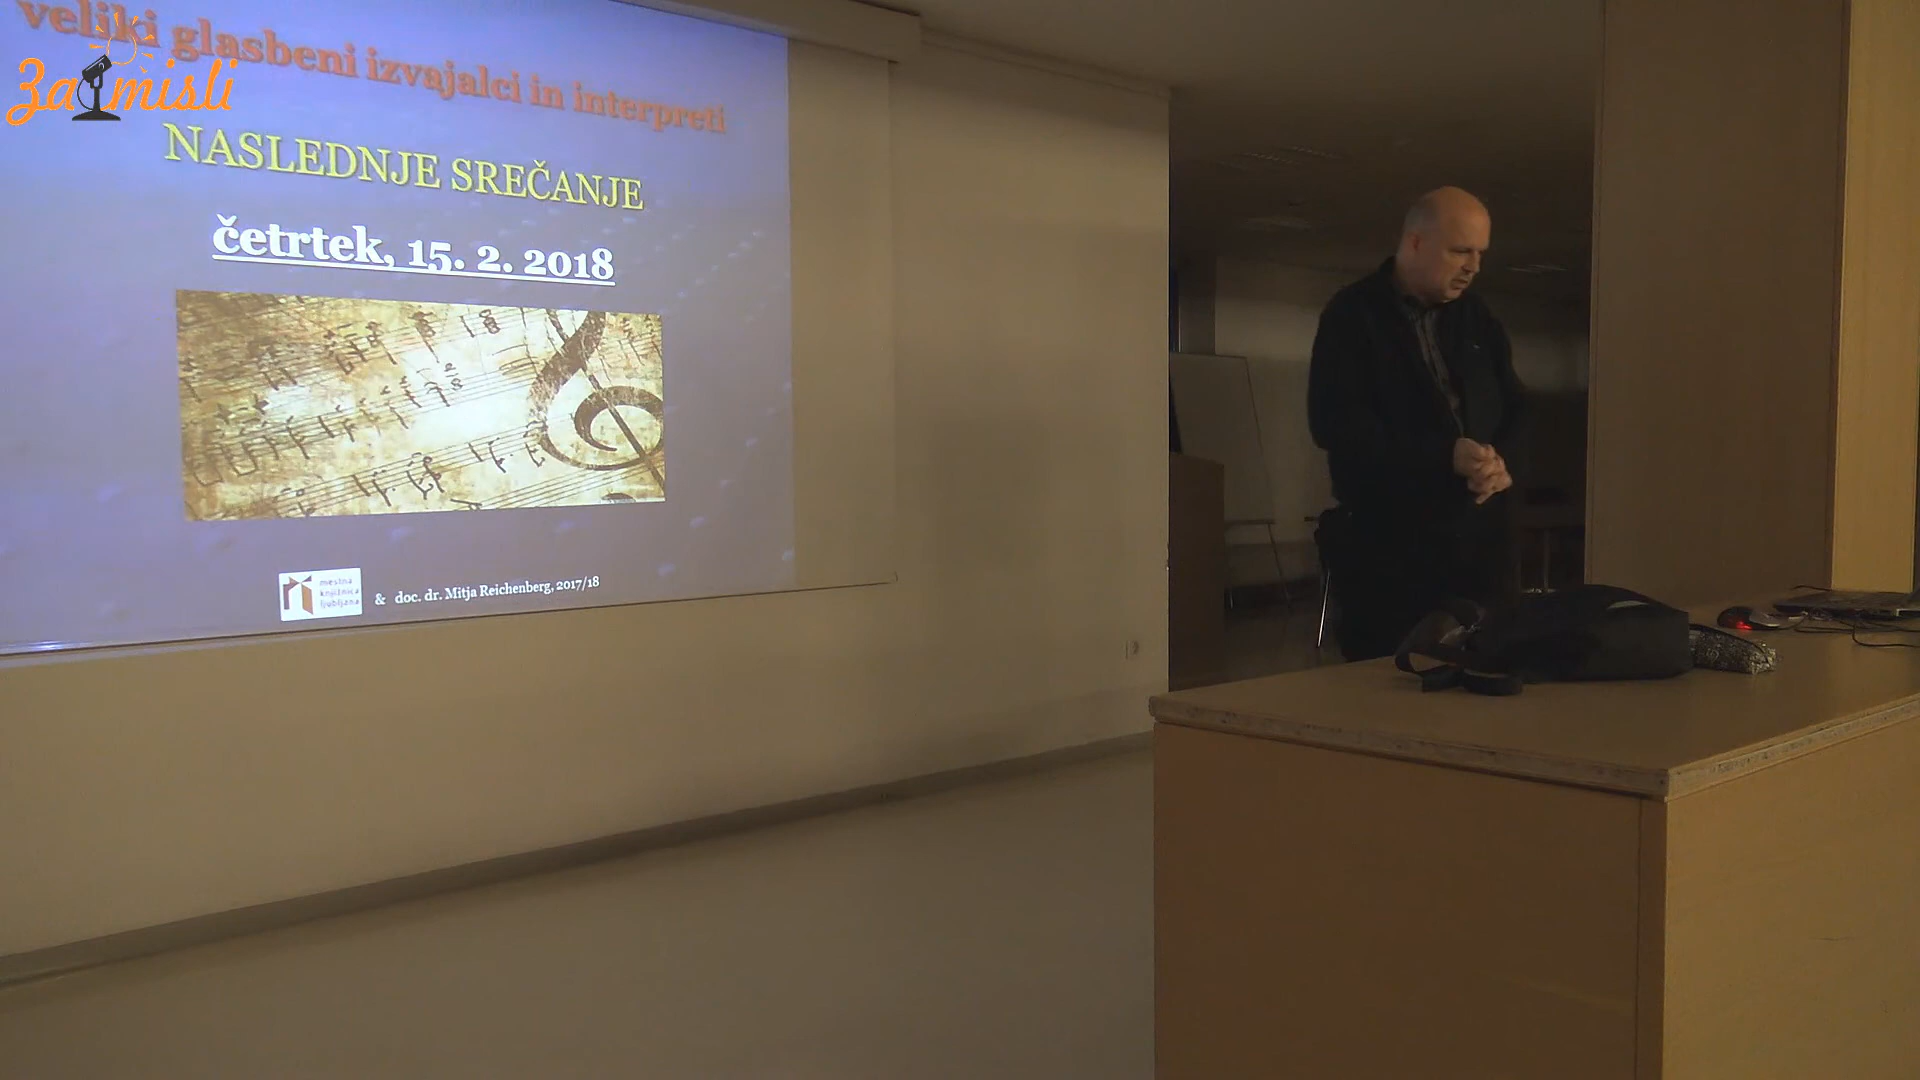 veliki glasbeni izvajalci in interpreti
Za misli
NASLEDNJE SREČANJE
četrtek, 15. 2. 2018
mestna
knjižnica
ljubljana
& doc. dr. Mitja Reichenberg, 2017/18